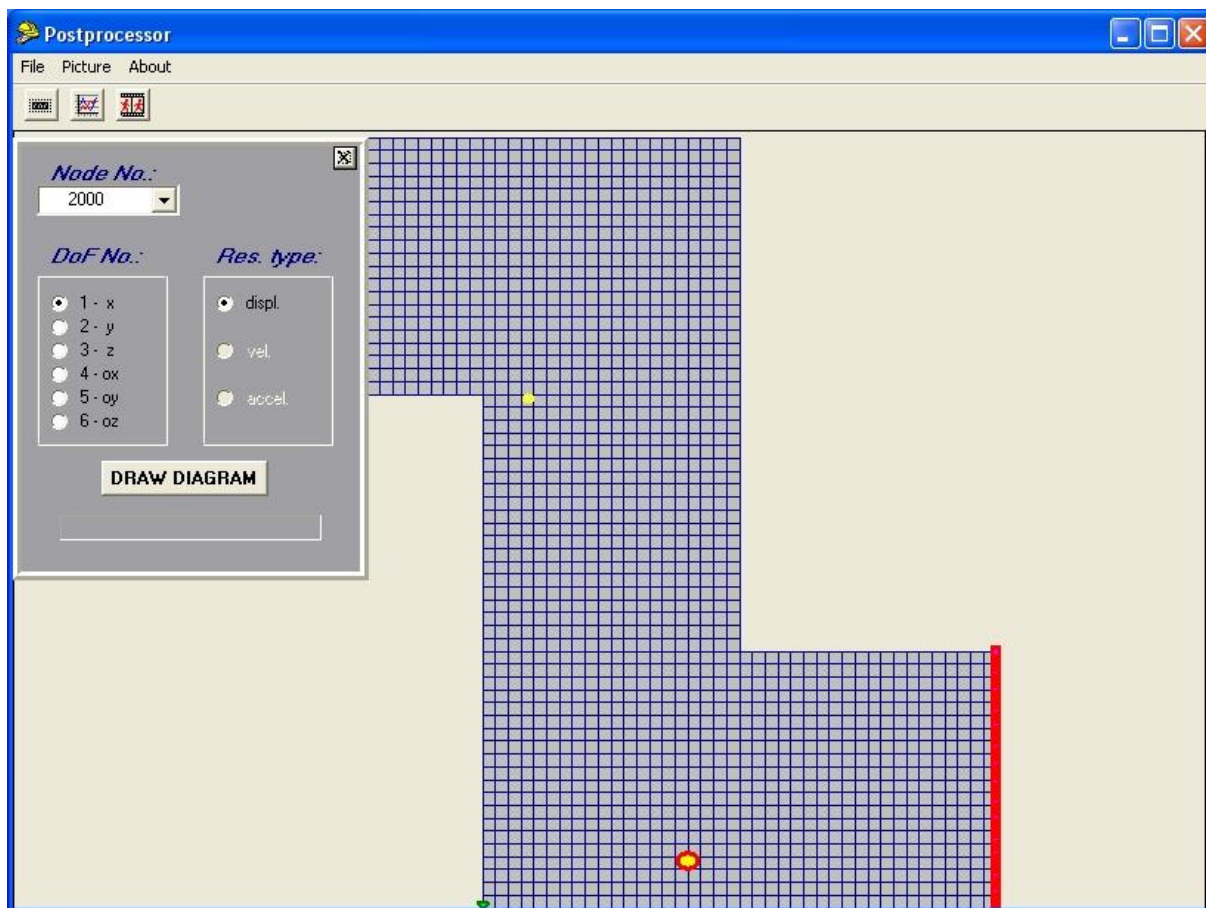 Postprocessor
File Picture About
Node No.:
2000
DoF No.: Res. type:
1 - x
2 - y
3 - z
4 - ox
5 - oy
6 - oz
displ.
vel.
accel.
DRAW DIAGRAM